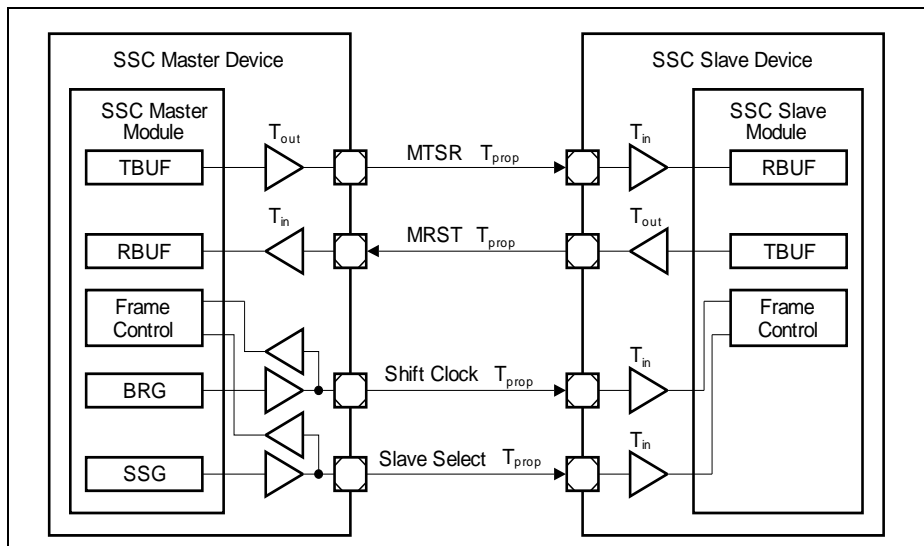 SSC Master Device
SSC Slave Device
SSC Master
Module
SSC Slave
Module
Tout
Tin
TBUF
MTSR Tprop
RBUF
Tin
Tout
RBUF
MRST Tprop
TBUF
Frame
Control
Frame
Control
Tin
BRG
Shift Clock Tprop
Tin
SSG
Slave Select Tprop